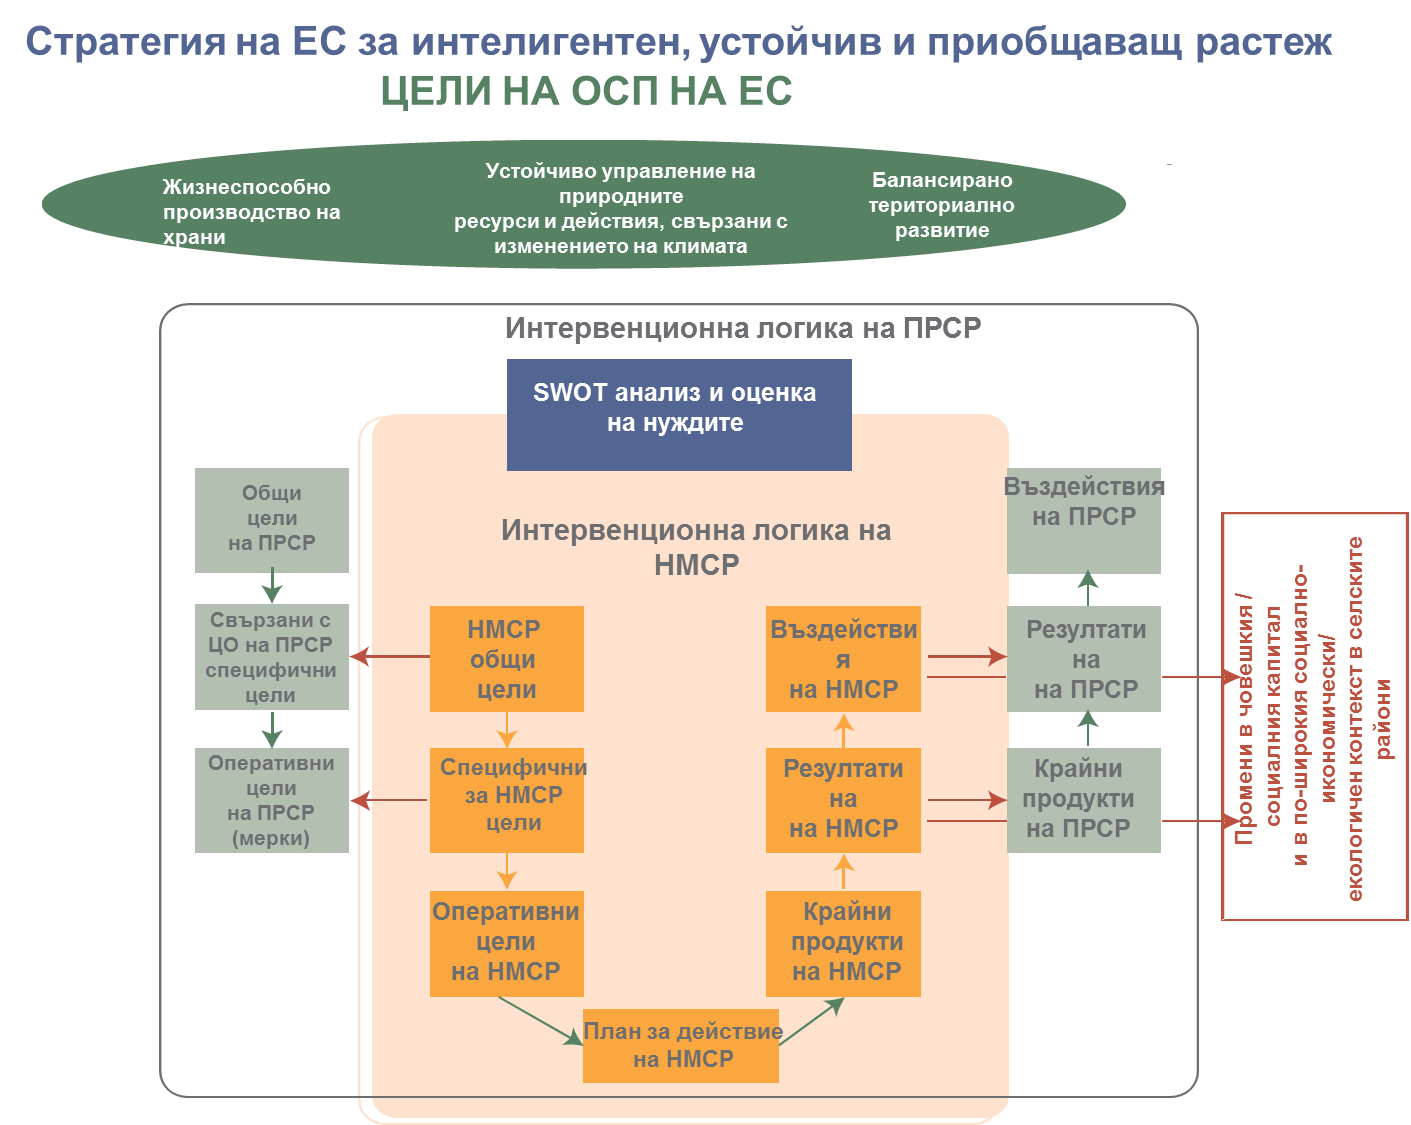 Стратегия на ЕС за интелигентен, устойчив и приобщаващ растеж
ЦЕЛИ НА ОСП НА ЕС
Жизнеспособно
производство на
храни
Устойчиво управление на
природните
ресурси и действия, свързани с
изменението на климата
Балансирано
териториално
развитие
Интервенционна логика на ПРСР
SWOT анализ и оценка
на нуждите
Общи
цели
на ПРСР
Свързани с
ЦО на ПРСР
специфични
цели
Оперативни
цели
на ПРСР
(мерки)
Интервенционна логика на
НМСР
НМСР
общи
цели
Специфични
за НМСР
цели
Оперативни
цели
на НМСР
План за действие
на НМСР
Въздействи
я
на НМСР
Резултати
на
на НМСР
Крайни
продукти
на НМСР
Въздействия
на ПРСР
Резултати
на
на ПРСР
Крайни
продукти
на ПРСР
Промени в човешкия /
социалния капитал
и в по-широкия социално-
икономически/
екологичен контекст в селските
райони